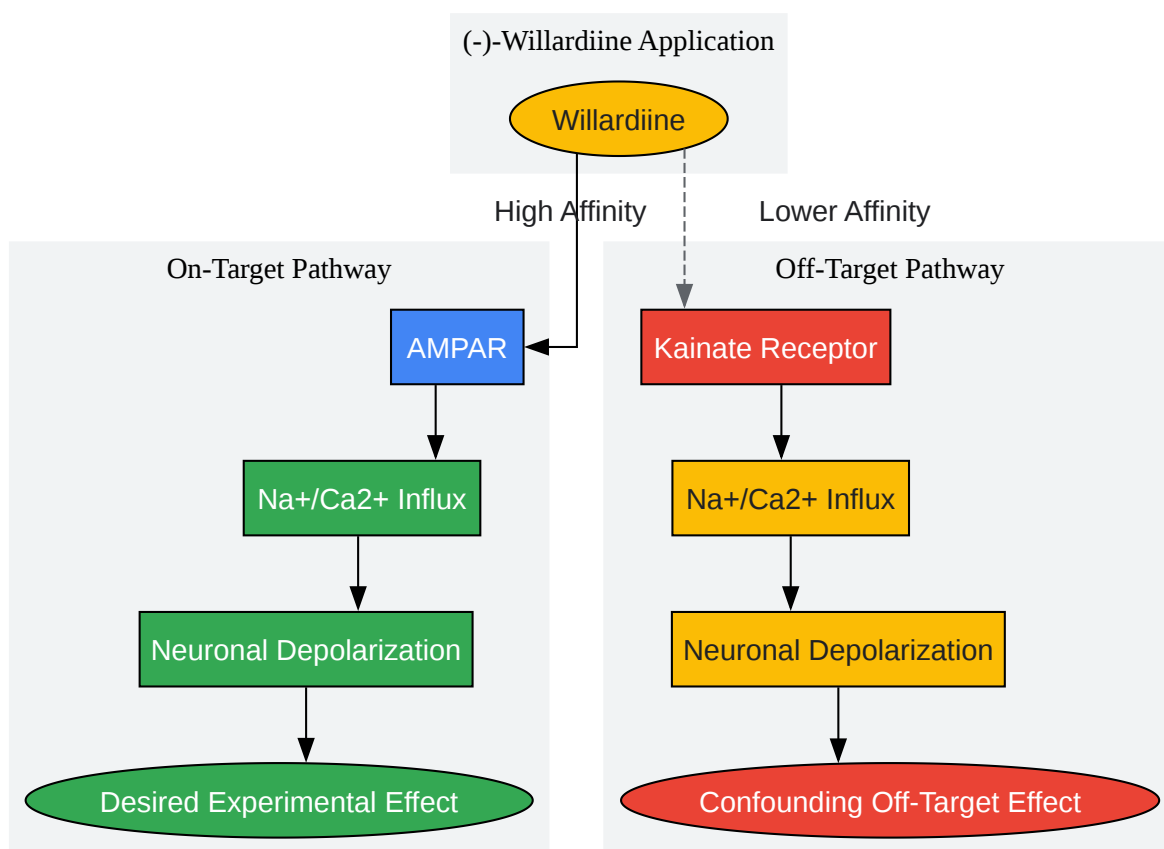 (-)-Willardiine Application
Willardiine
High Affinity
Lower Affinity
On-Target Pathway
AMPAR
Na+/Ca2+ Influx
Neuronal Depolarization
Desired Experimental Effect
Off-Target Pathway
Kainate Receptor
Na+/Ca2+ Influx
Neuronal Depolarization
Confounding Off-Target Effect